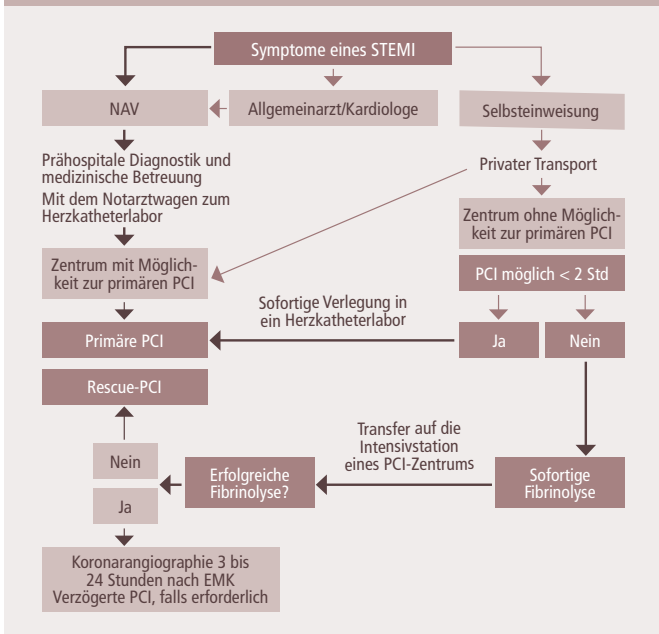 Symptome eines STEMI
NAV
Allgemeinarzt/Kardiologe
Selbsteinweisung
Prähospitale Diagnostik und
medizinische Betreuung
Mit dem Notarztwagen zum
Herzkatheterlabor
Privater Transport
Zentrum ohne Möglich-
keit zur primären PCI
Zentrum mit Möglich-
keit zur primären PCI
PCI möglich < 2 Std
Sofortige Verlegung in
ein Herzkatheterlabor
Primäre PCI
Ja
Nein
Rescue-PCI
Transfer auf die
Intensivstation
eines PCI-Zentrums
Nein
Ja
Erfolgreiche
Fibrinolyse?
Sofortige
Fibrinolyse
Koronarangiographie 3 bis
24 Stunden nach EMK
Verzögerte PCI, falls erforderlich